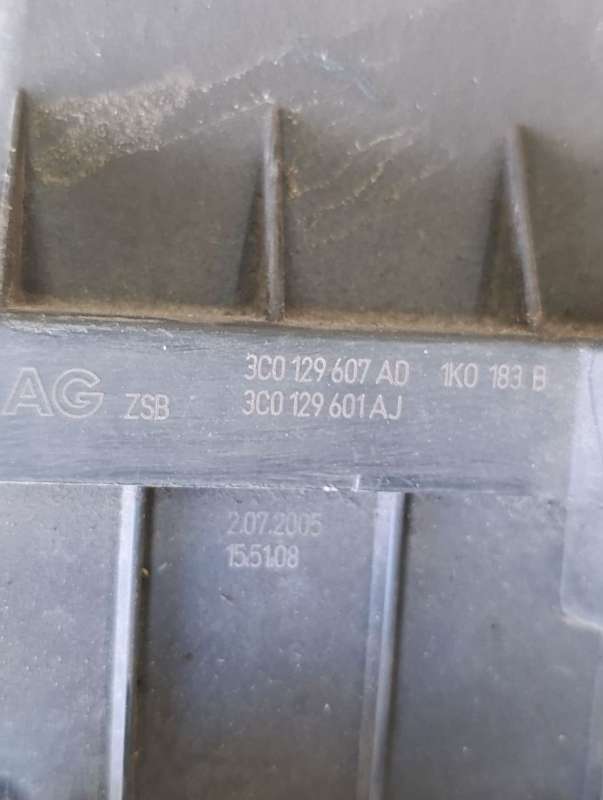 3C0 129 607 AD 1K0 183 B
AG ZSB 3C0 129 601 AJ
2.07.2005
15.51.08